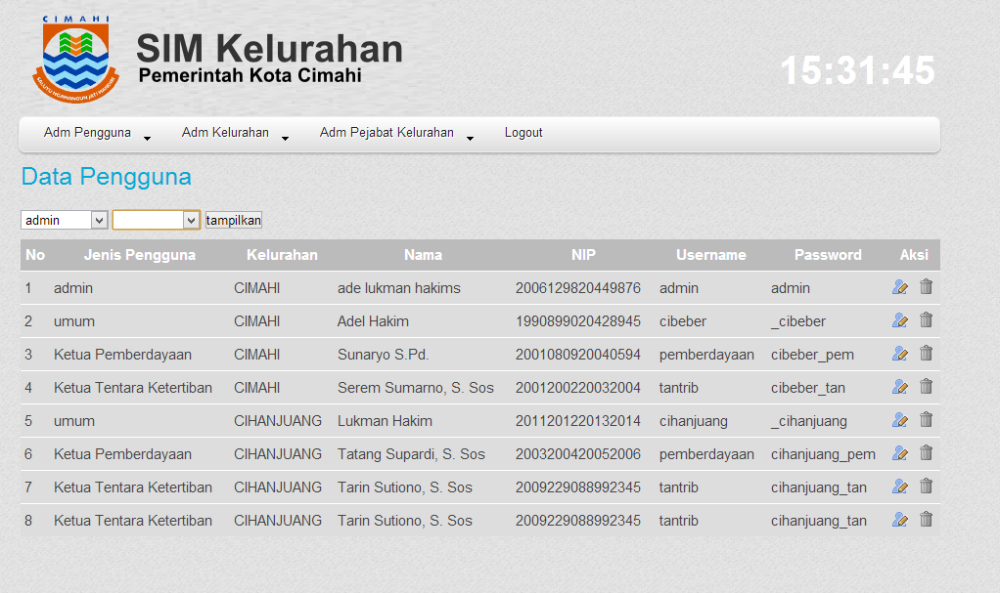 CIMAHI
SIM Kelurahan
Pemerintah Kota Cimahi
15:31:45
Adm Pengguna Adm Kelurahan Adm Pejabat Kelurahan Logout
Data Pengguna
admin tampilkan
No Jenis Pengguna Kelurahan Nama NIP Username Password Aksi
1 admin CIMAHI ade lukman hakims 2006129820449876 admin admin
2 umum CIMAHI Adel Hakim 1990899020428945 cibeber _cibeber
3 Ketua Pemberdayaan CIMAHI Sunaryo S.Pd. 2001080920040594 pemberdayaan cibeber_pem
4 Ketua Tentara Ketertiban CIMAHI Serem Sumarno, S. Sos 2001200220032004 tantrib cibeber_tan
5 umum CIHANJUANG Lukman Hakim 2011201220132014 cihanjuang _cihanjuang
6 Ketua Pemberdayaan CIHANJUANG Tatang Supardi, S. Sos 2003200420052006 pemberdayaan cihanjuang_pem
7 Ketua Tentara Ketertiban CIHANJUANG Tarin Sutiono, S. Sos 2009229088992345 tantrib cihanjuang_tan
8 Ketua Tentara Ketertiban CIHANJUANG Tarin Sutiono, S. Sos 2009229088992345 tantrib cihanjuang_tan